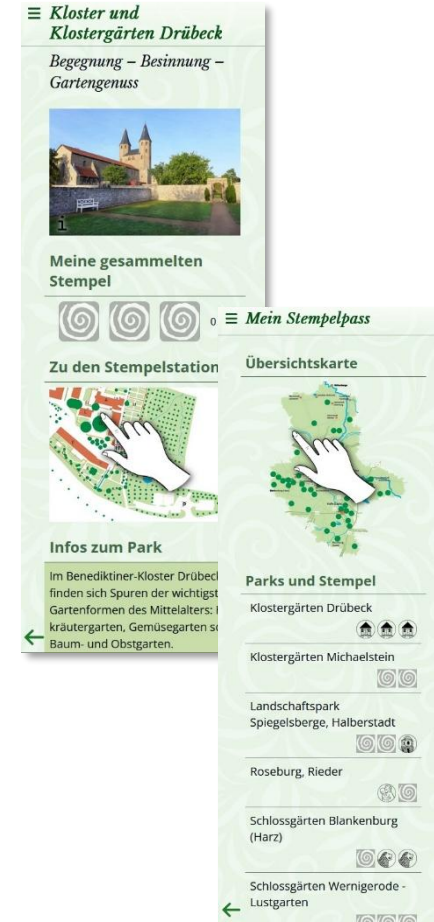 Kloster und
Klostergärten Drübeck
Begegnung – Besinnung –
Gartengenuss
i
Meine gesammelten
Stempel
0
Zu den Stempelstation
Infos zum Park
Im Benediktiner-Kloster Drübeck
finden sich Spuren der wichtigst
Gartenformen des Mittelalters:
kräutergarten, Gemüsegarten so
Baum- und Obstgarten.
Mein Stempelpass
Übersichtskarte
Parks und Stempel
Klostergärten Drübeck
Klostergärten Michaelstein
Landschaftspark
Spiegelsberge, Halberstadt
Roseburg, Rieder
Schlossgärten Blankenburg
(Harz)
Schlossgärten Wernigerode -
Lustgarten